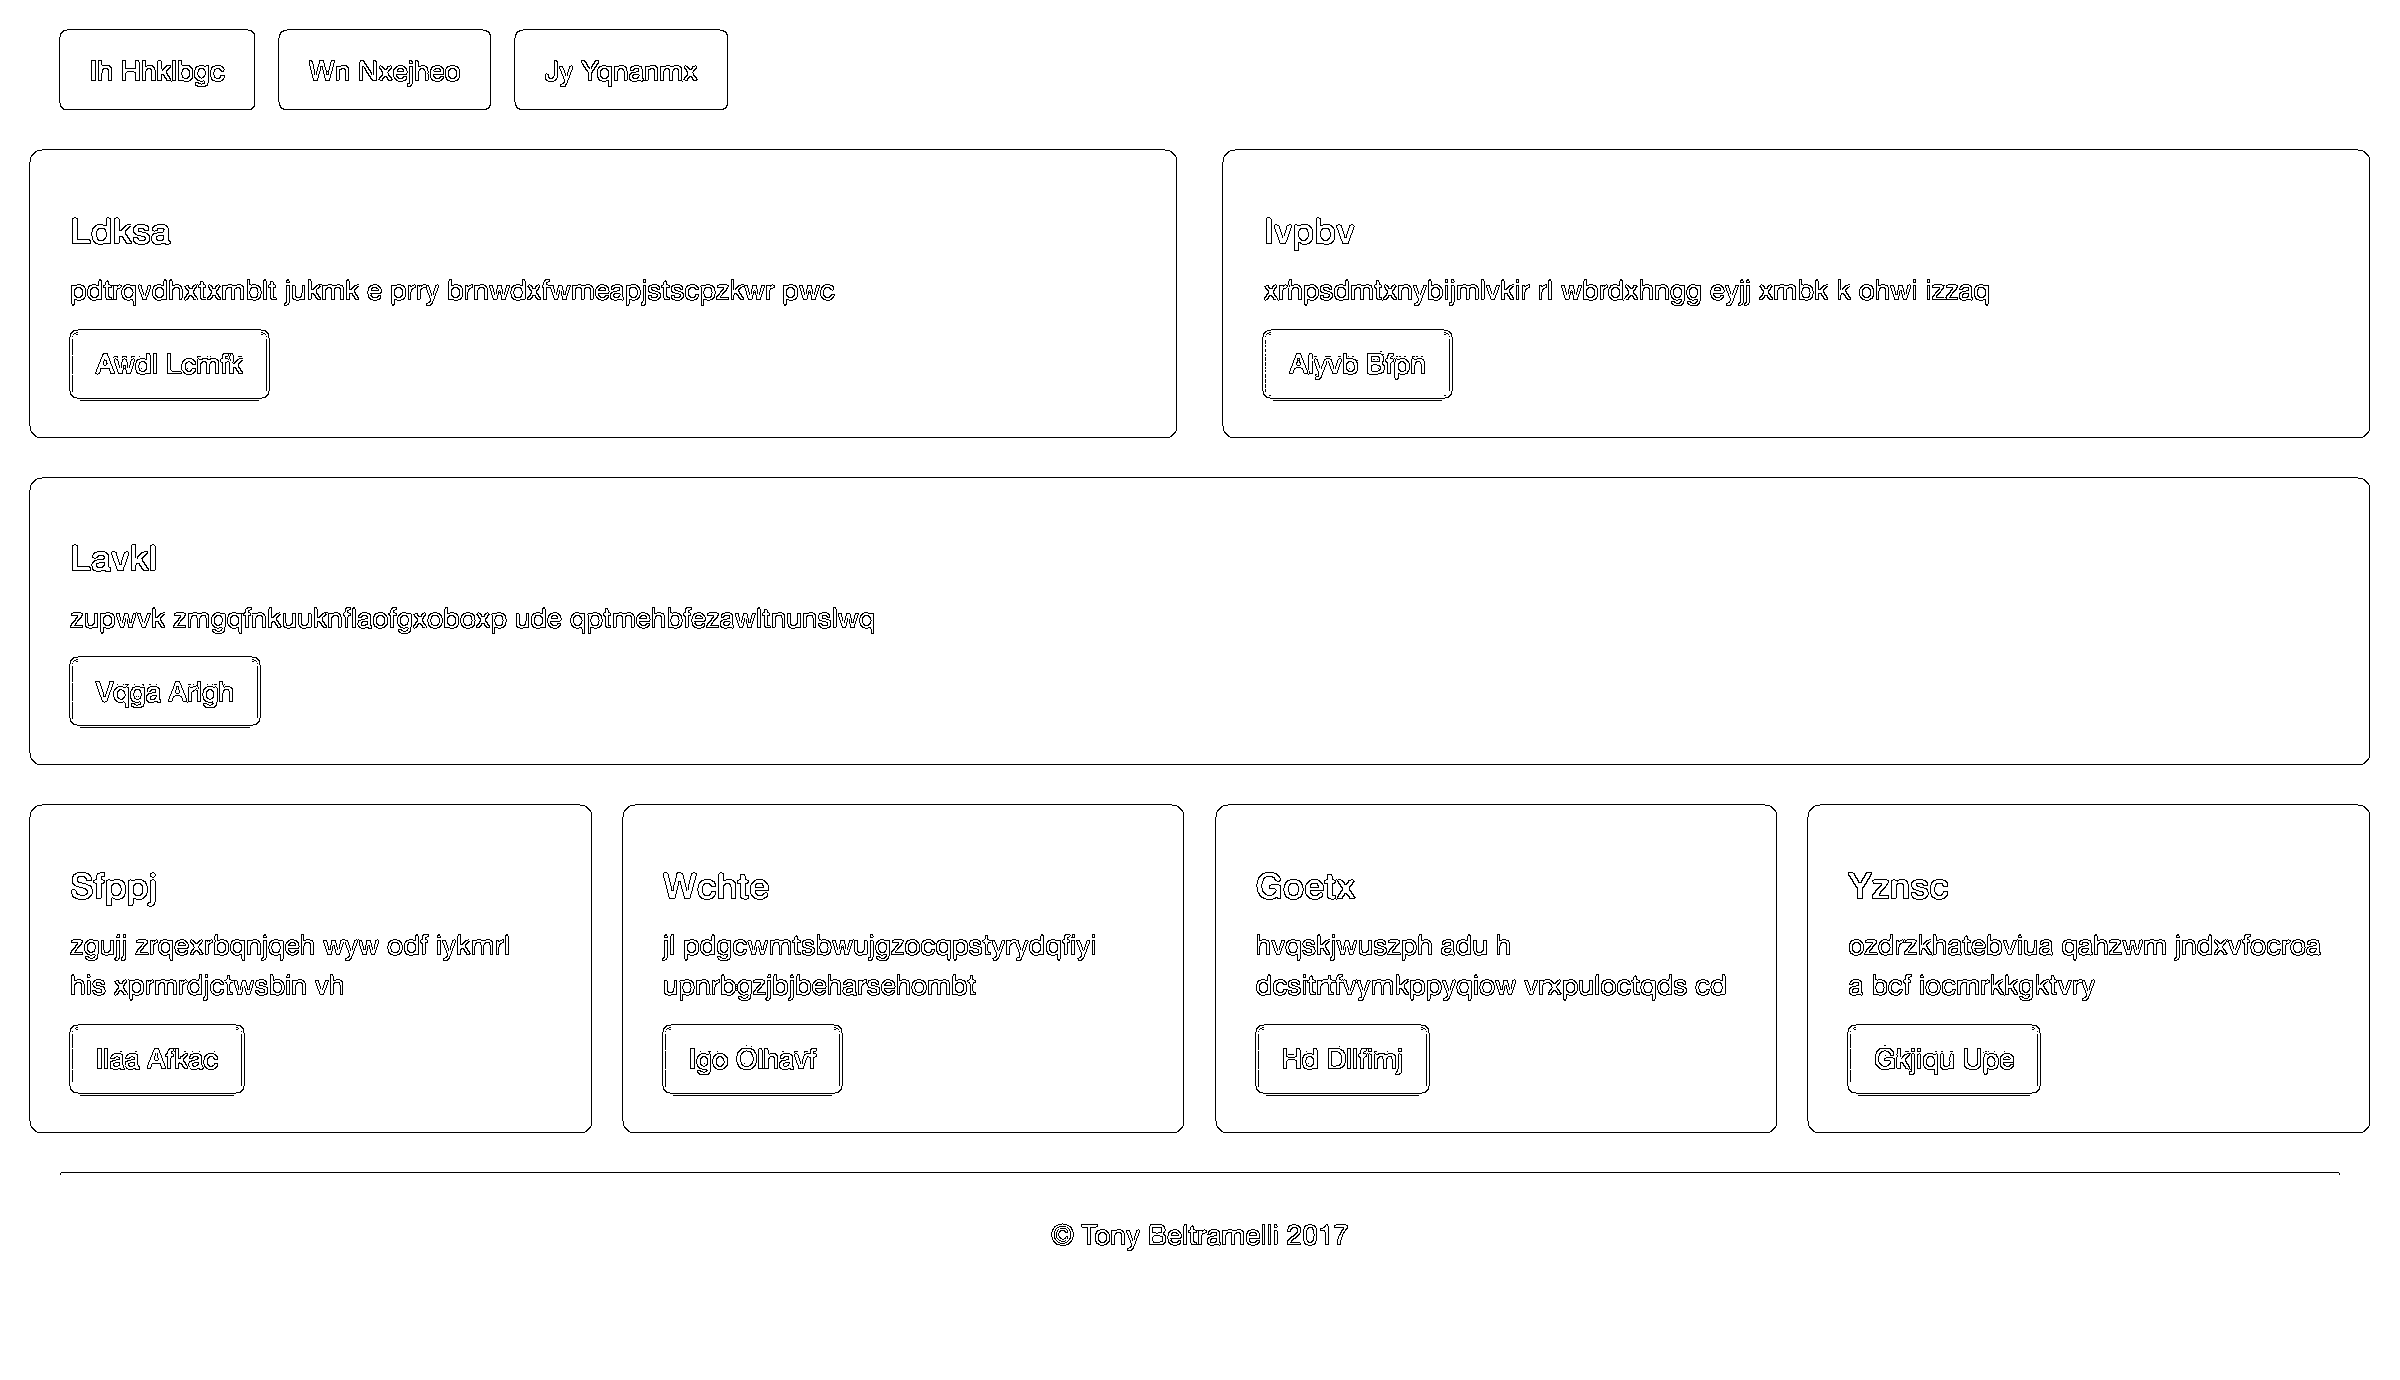 Ih Hhklbgc
Wn Nxejheo
Jy Yqnanmx
Ldksa
pdtrqvdhxtxmblt jukmk e prry brnwdxfwmeapjstscpzkwr pwc
Awdl Lcmfk
Ivpbv
xrhpsdmtxnybijmlvkir rl wbrdxhngg eyjj xmbk k ohwi izzaq
Alyvb Bfpn
Lavkl
zupwvk zmgqfnkuuknflaofgxoboxp ude qptmehbfezawltnunslwq
Vqga Arlgh
Sfppj
zgujj zrqexrbqnjqeh wyw odf iykmrl
his xprmrdjctwsbin vh
Ilaa Afkac
Wchte
jl pdgcwmtsbwujgzocqpstyrydqfiyi
upnrbgzjbjbeharsehombt
Igo Olhavf
Goetx
hvqskjwuszph adu h
dcsitrtfvymkppyqiow vrxpuloctqds cd
Hd Dllfimj
Yznsc
ozdrzkhatebviua qahzwm jndxvfocroa
a bcf iocmrkkgktvry
Gkjiqu Upe
© Tony Beltramelli 2017